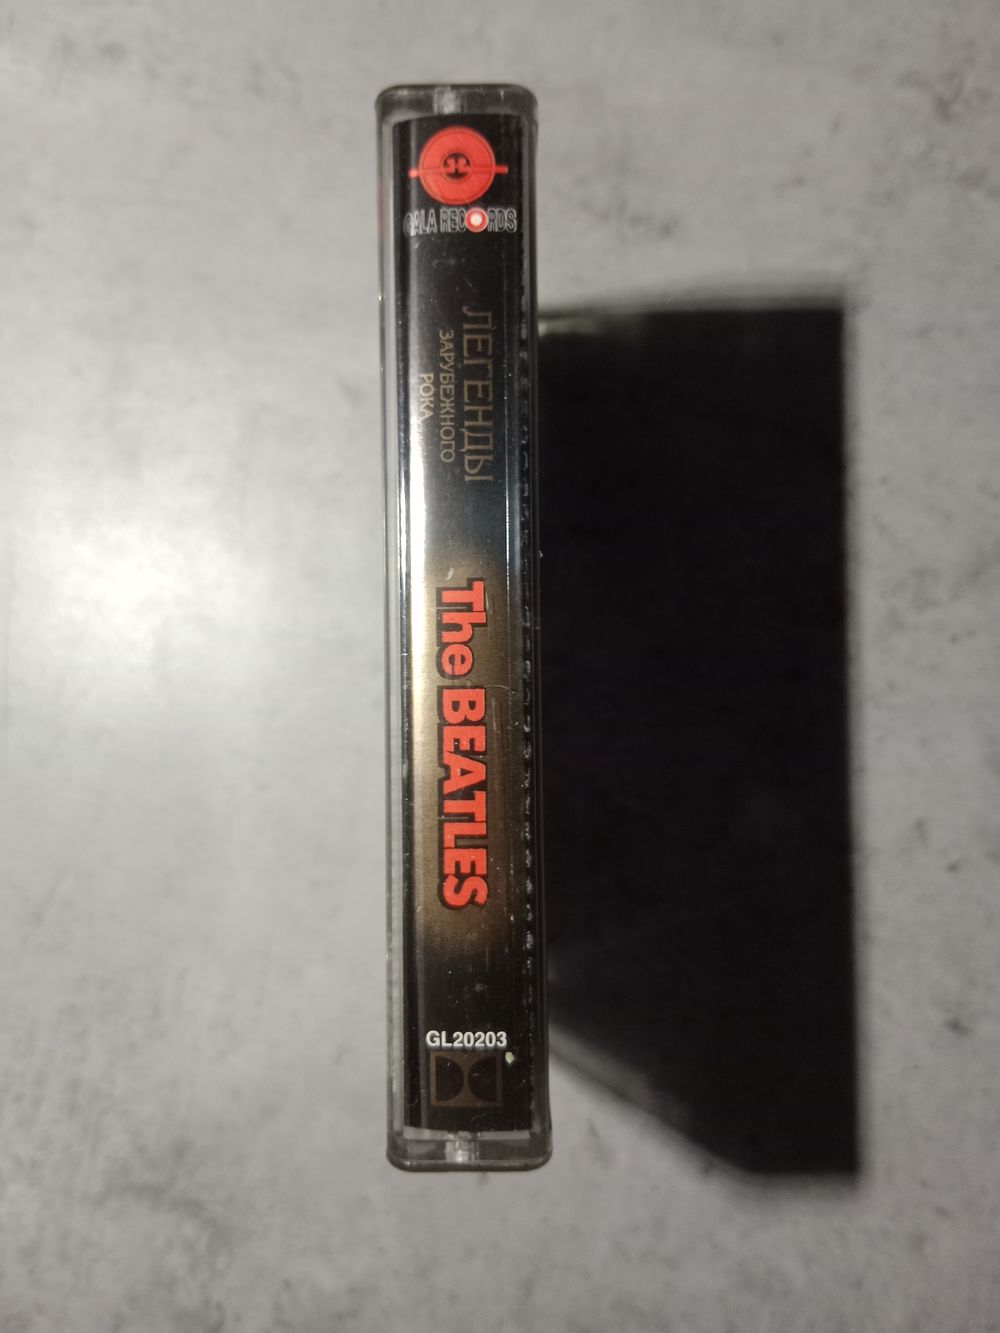 GALA RECORDS
ЛЕГЕНДЫ
ЗАРУБЕЖНОГО
РОКА
The BEATLES
GL20203